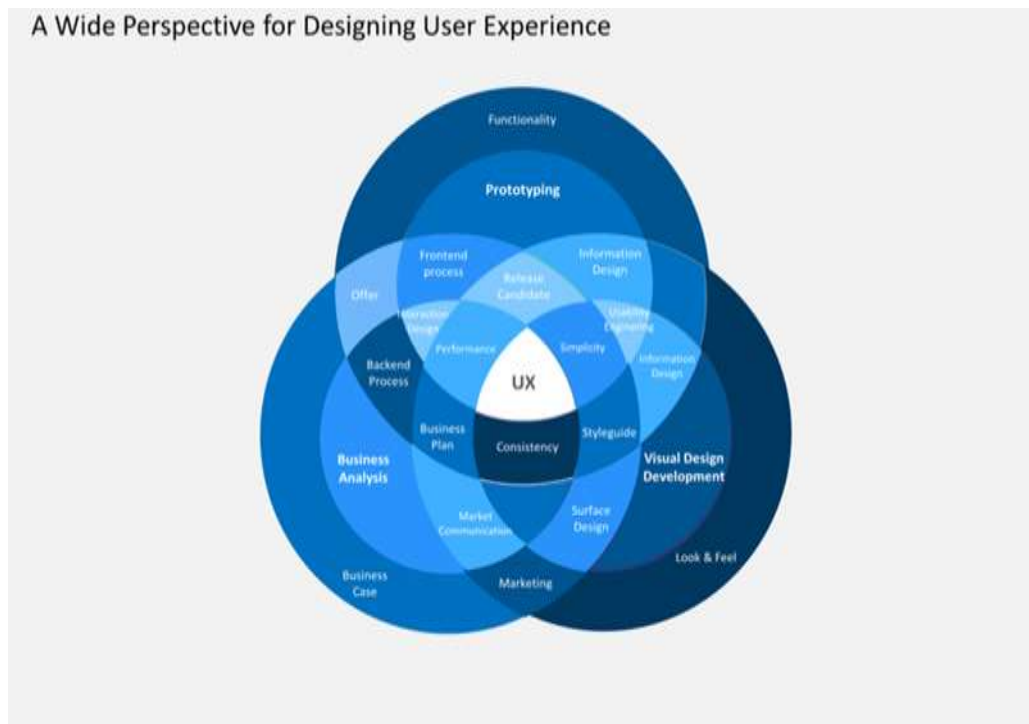 A Wide Perspective for Designing User Experience
Functionality
Prototyping
Frontend
process
Information
Design
Release
Candidate
Offer
Interaction
Design
Usability
Enginering
Performance
Simplicity
Backend
Process
Information
Design
UX
Business
Plan
Consistency
Styleguide
Business
Analysis
Visual Design
Development
Market
Communication
Surface
Design
Look & Feel
Business
Case
Marketing